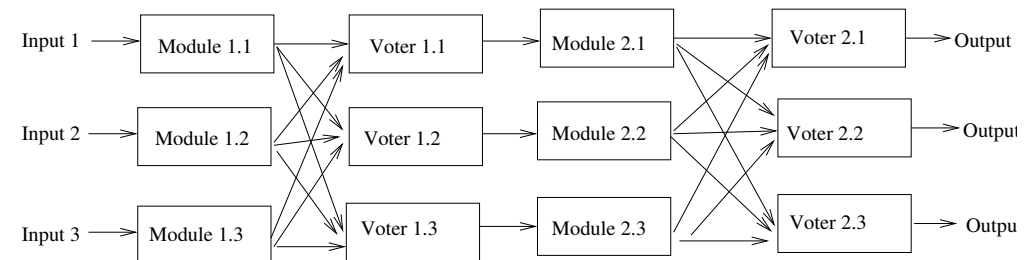 Input 1
Module 1.1
Voter 1.1
Module 2.1
Voter 2.1
Output
Input 2
Module 1.2
Voter 1.2
Module 2.2
Voter 2.2
Output
Input 3
Module 1.3
Voter 1.3
Module 2.3
Voter 2.3
Output